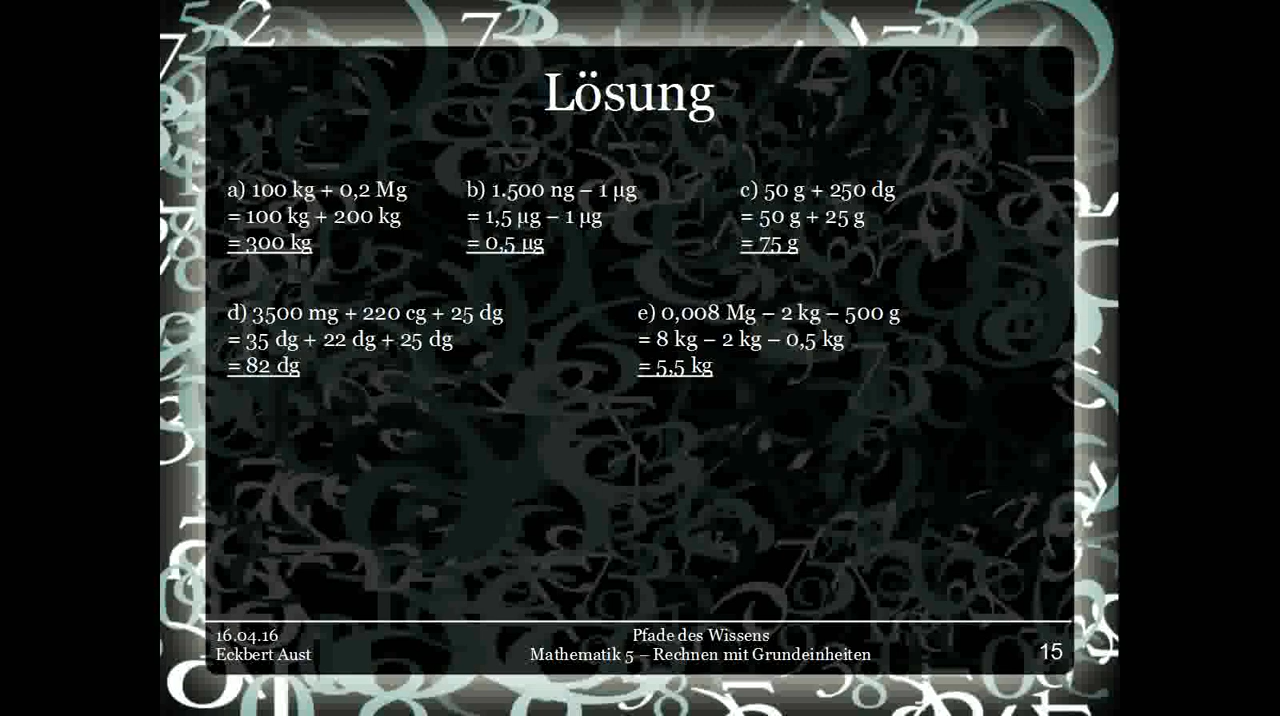 Lösung
a) 100 kg + 0,2 Mg
= 100 kg + 200 kg
= 300 kg
b) 1.500 ng – 1 µg
= 1,5 µg – 1 µg
= 0,5 µg
c) 50 g + 250 dg
= 50 g + 25 g
= 75 g
d) 3500 mg + 220 cg + 25 dg
= 35 dg + 22 dg + 25 dg
= 82 dg
e) 0,008 Mg – 2 kg – 500 g
= 8 kg – 2 kg – 0,5 kg
= 5,5 kg
16.04.16
Eckbert Aust
Pfade des Wissens
Mathematik 5 – Rechnen mit Grundeinheiten
15